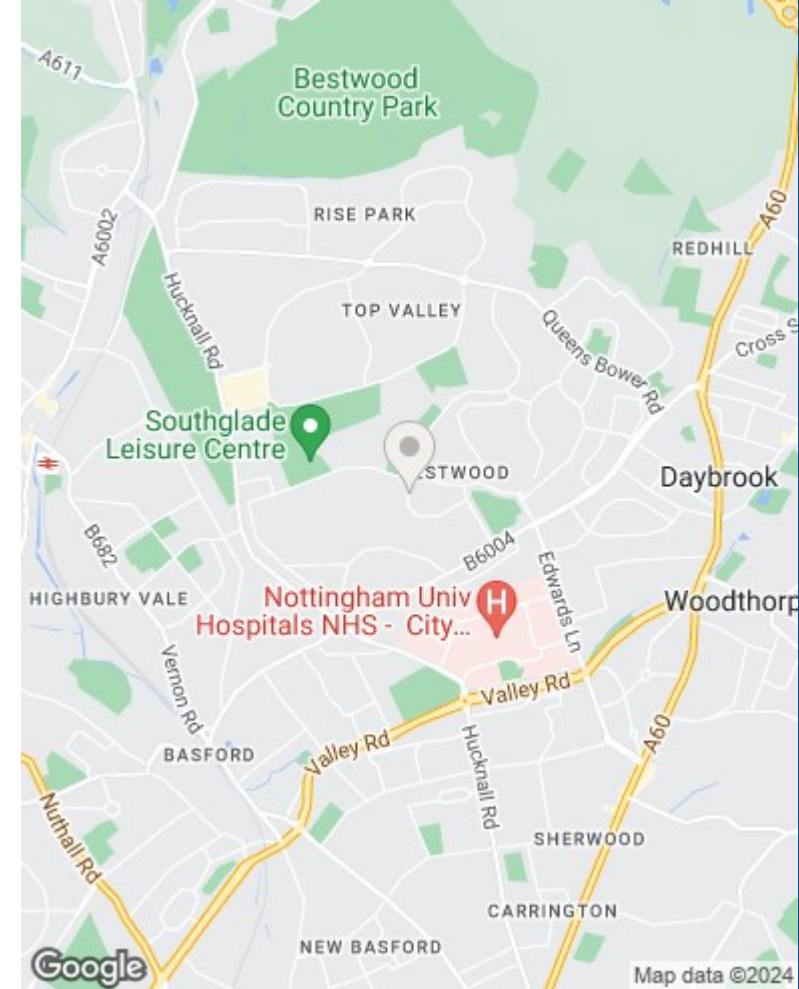 A611
Bestwood
Country Park
A6002
RISE PARK
A60
REDHILL
Hucknall Rd
TOP VALLEY
Queens Bower Rd
Cross S
Southglade
Leisure Centre
ESTWOOD
Daybrook
B682
B6004
Edwards Ln
HIGHBURY VALE
Nottingham Univ
Hospitals NHS - City...
H
Woodthorp
Vernon Rd
Valley Rd
BASFORD
Valley Rd
Hucknall Rd
A60
Nuthall Rd
SHERWOOD
CARRINGTON
NEW BASFORD
Google
Map data ©2024